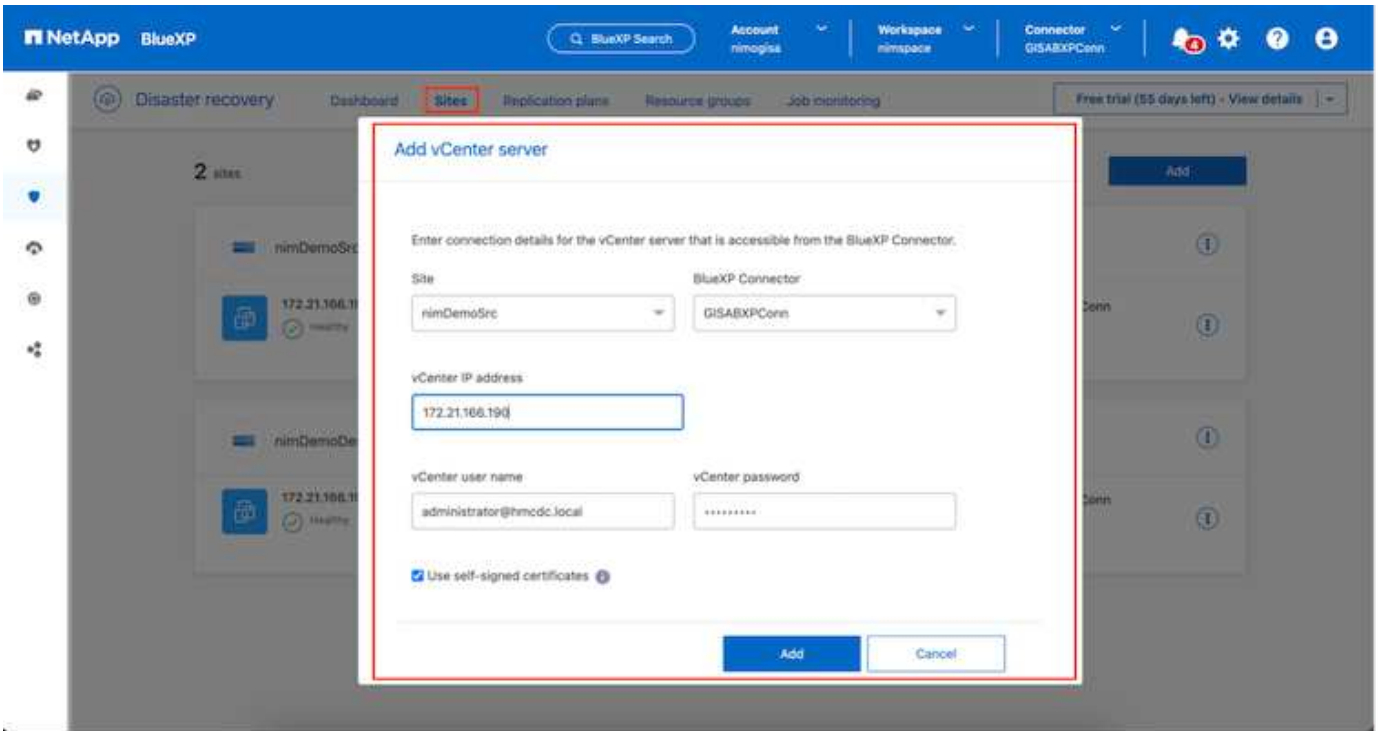 NetApp BlueXP
BlueXP Search
Account
nimogisa
Workspace
nimspace
Connector
GISABXPConn
4
Disaster recovery
Dashboard
Sites
Replication plans
Resource groups
Job monitoring
Free trial (55 days left) - View details
2 sites
Add
Add vCenter server
Enter connection details for the vCenter server that is accessible from the BlueXP Connector.
Site
BlueXP Connector
nimDemoSrc
GISABXPConn
vCenter IP address
172.21.166.190
vCenter user name
vCenter password
administrator@hmcdc.local
•••••••••
Use self-signed certificates
Add
Cancel
nimDemoSrc
172.21.166.1
Healthy
Conn
nimDemoDe
172.21.166.1
Healthy
Conn